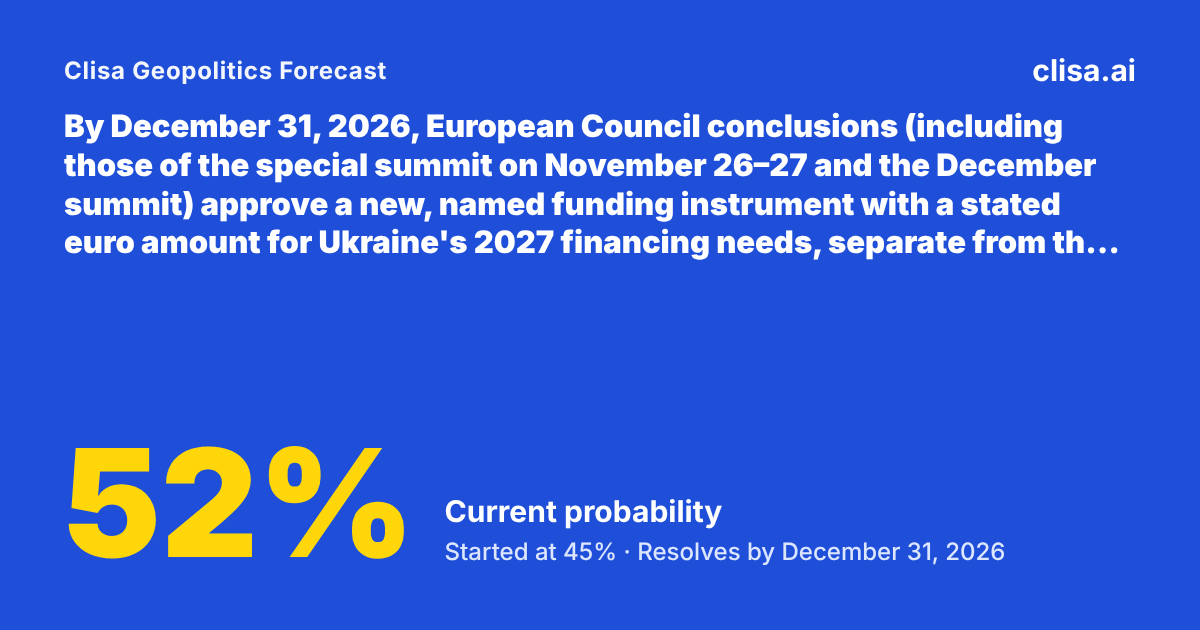 Clisa Geopolitics Forecast
clisa.ai
By December 31, 2026, European Council conclusions (including
those of the special summit on November 26–27 and the December
summit) approve a new, named funding instrument with a stated
euro amount for Ukraine's 2027 financing needs, separate from th…
52%
Current probability
Started at 45% · Resolves by December 31, 2026